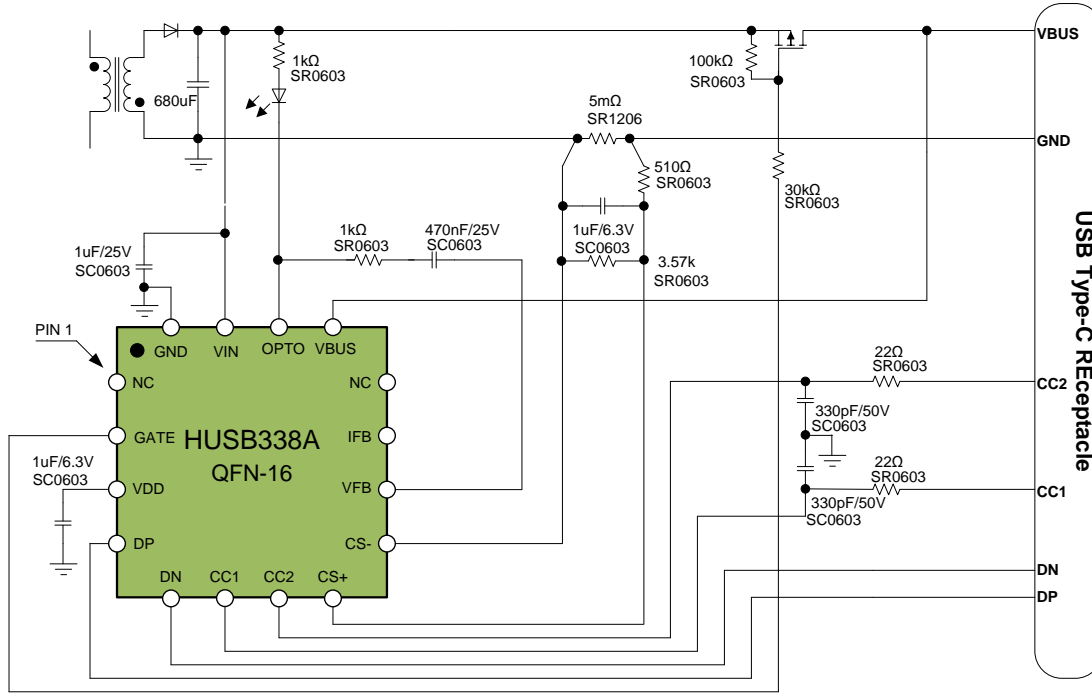 VBUS
1kΩ
SR0603
100kΩ
SR0603
680uF
5mΩ
SR1206
GND
510Ω
SR0603
30kΩ
SR0603
1uF/6.3V
SC0603
1uF/25V
SC0603
1kΩ
SR0603
470nF/25V
SC0603
3.57k
SR0603
USB Type-C REceptacle
PIN 1
GND
VIN
OPTO
VBUS
NC
NC
22Ω
SR0603
CC2
330pF/50V
SC0603
GATE
HUSB338A
QFN-16
IFB
1uF/6.3V
SC0603
VDD
VFB
22Ω
SR0603
CC1
330pF/50V
SC0603
DP
CS-
DN
CC1
CC2
CS+
DN
DP